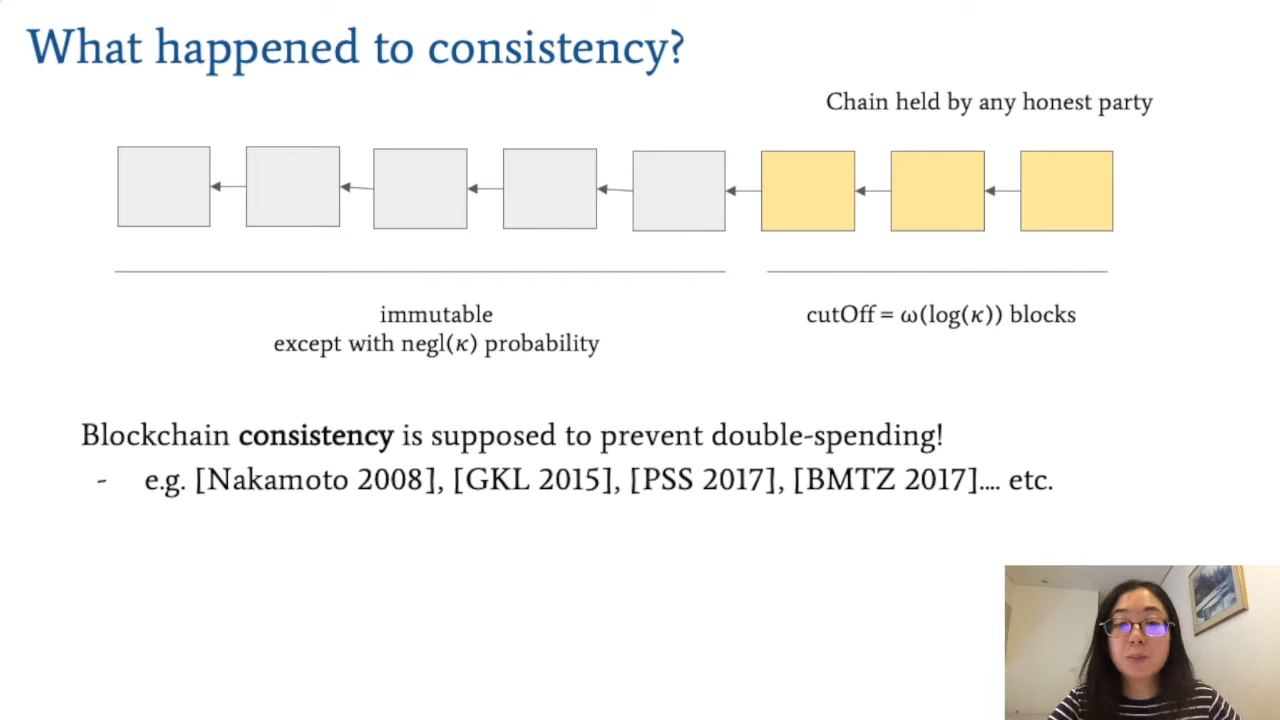 What happened to consistency?
Chain held by any honest party
immutable
except with negl(κ) probability
cutOff = ω(log(κ)) blocks
Blockchain consistency is supposed to prevent double-spending!
- e.g. [Nakamoto 2008], [GKL 2015], [PSS 2017], [BMTZ 2017].... etc.